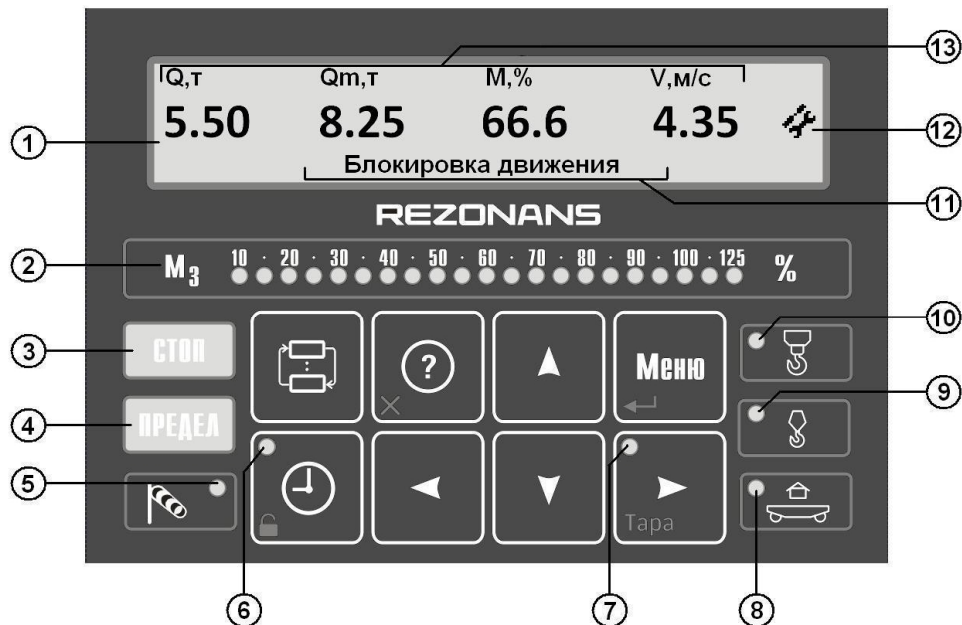 13
Q,т Qm,т M,% V,м/с
5.50 8.25 66.6 4.35
1
12
Блокировка движения
11
REZONANS
2
М3 10 · 20 · 30 · 40 · 50 · 60 · 70 · 80 · 90 · 100 · 125 %
10
3
СТОП
?
Меню
9
4
ПРЕДЕЛ
5
Тара
6
7
8